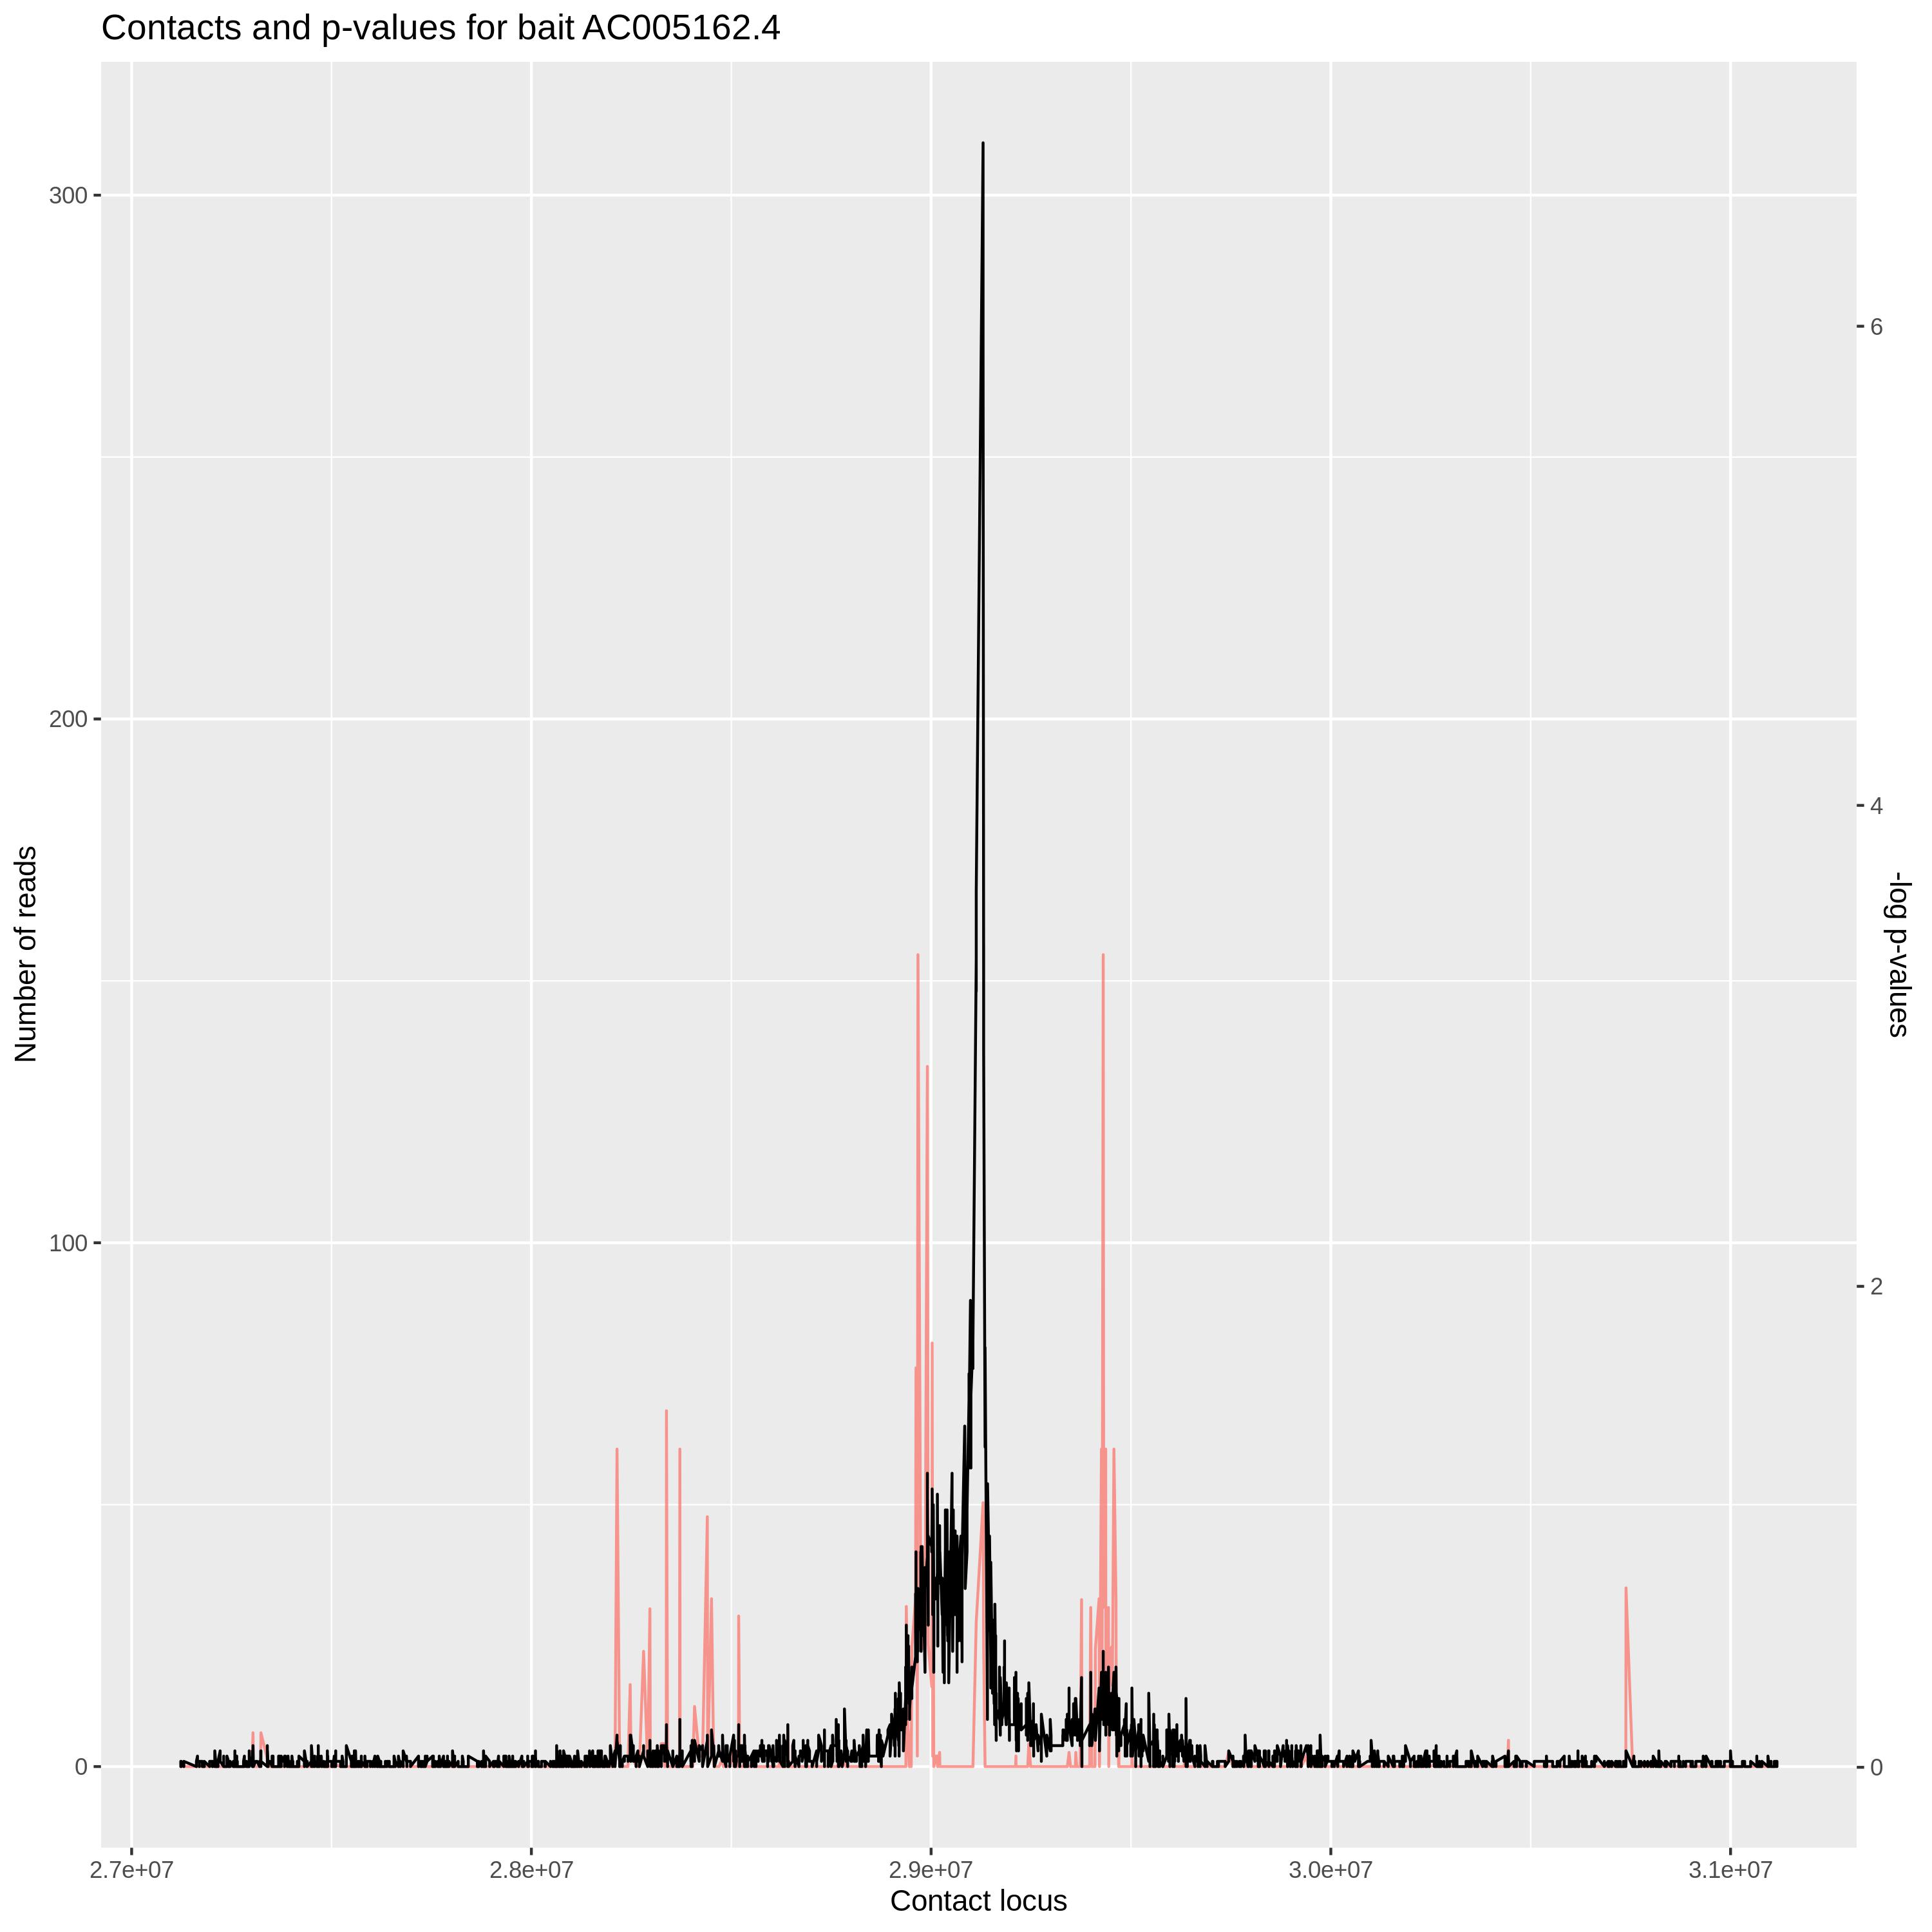 Contacts and p-values for bait AC005162.4
300
200
100
0
6
4
2
0
Number of reads
-log p-values
2.7e+07 2.8e+07 2.9e+07 3.0e+07 3.1e+07
Contact locus